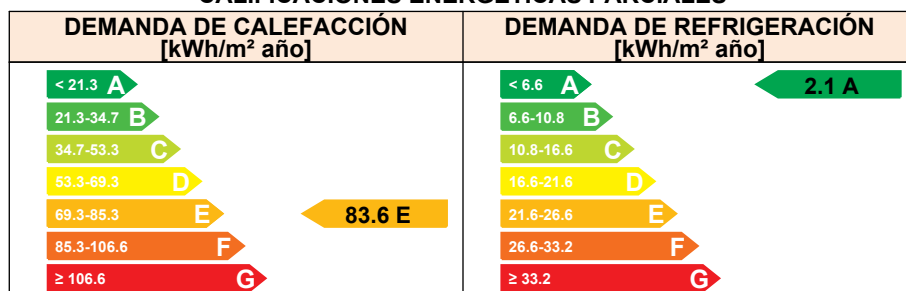 CALIFICACIONES ENERGÉTICAS PARCIALES
DEMANDA DE CALEFACCIÓN
[kWh/m² año]
< 21.3 A
21.3-34.7 B
34.7-53.3 C
53.3-69.3 D
69.3-85.3 E
83.6 E
85.3-106.6 F
≥ 106.6 G
DEMANDA DE REFRIGERACIÓN
[kWh/m² año]
< 6.6 A
2.1 A
6.6-10.8 B
10.8-16.6 C
16.6-21.6 D
21.6-26.6 E
26.6-33.2 F
≥ 33.2 G